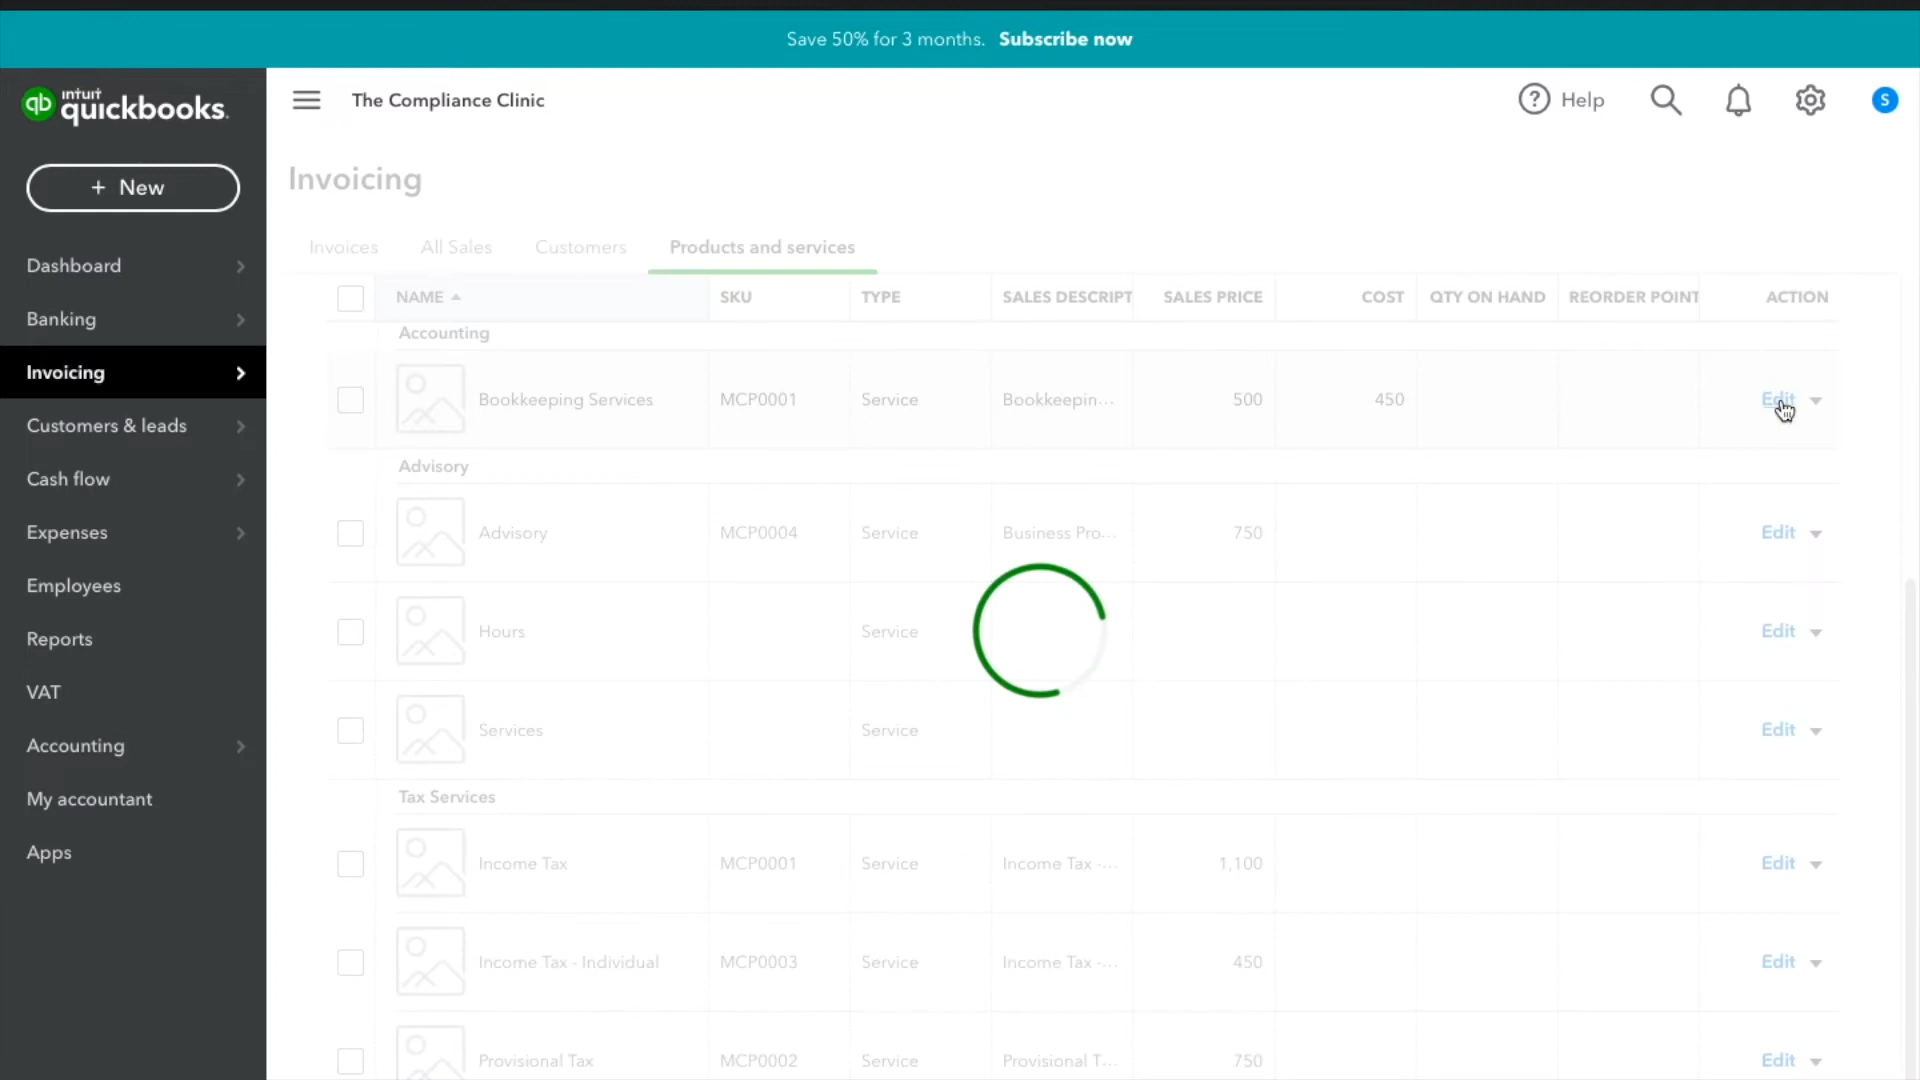 Save 50% for 3 months. Subscribe now
intuit
qb quickbooks.
The Compliance Clinic
? Help
S
+ New
Invoicing
Invoices All Sales Customers Products and services
Dashboard
Banking
Invoicing
Customers & leads
Cash flow
Expenses
Employees
Reports
VAT
Accounting
My accountant
Apps
NAME SKU TYPE SALES DESCRIPT SALES PRICE COST QTY ON HAND REORDER POINT ACTION
Accounting
Bookkeeping Services MCP0001 Service Bookkeepin... 500 450 Edit
Advisory
Advisory MCP0004 Service Business Pro... 750 Edit
Hours Service Edit
Services Service Edit
Tax Services
Income Tax MCP0001 Service Income Tax -... 1,100 Edit
Income Tax - Individual MCP0003 Service Income Tax -... 450 Edit
Provisional Tax MCP0002 Service Provisional T... 750 Edit